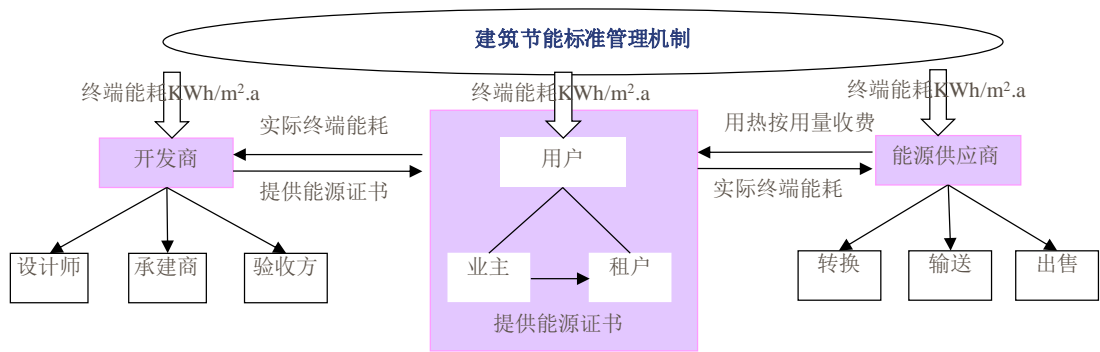 建筑节能标准管理机制
终端能耗KWh/m².a
终端能耗KWh/m².a
终端能耗KWh/m².a
实际终端能耗
用热按用量收费
开发商
用户
能源供应商
提供能源证书
实际终端能耗
设计师
承建商
验收方
业主
租户
转换
输送
出售
提供能源证书